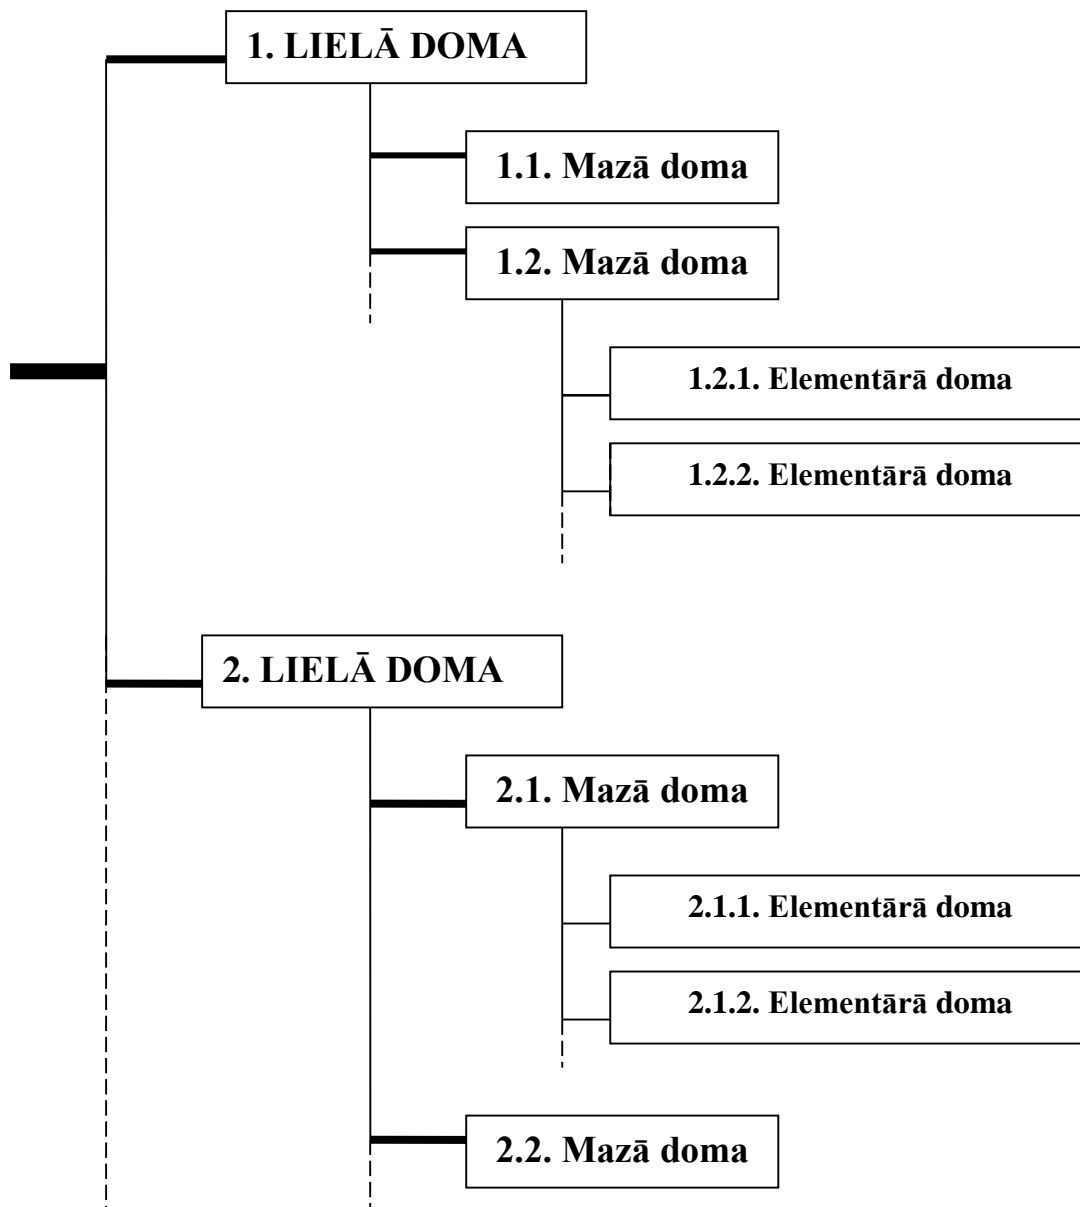 1. LIELĀ DOMA
1.1. Mazā doma
1.2. Mazā doma
1.2.1. Elementārā doma
1.2.2. Elementārā doma
2. LIELĀ DOMA
2.1. Mazā doma
2.1.1. Elementārā doma
2.1.2. Elementārā doma
2.2. Mazā doma